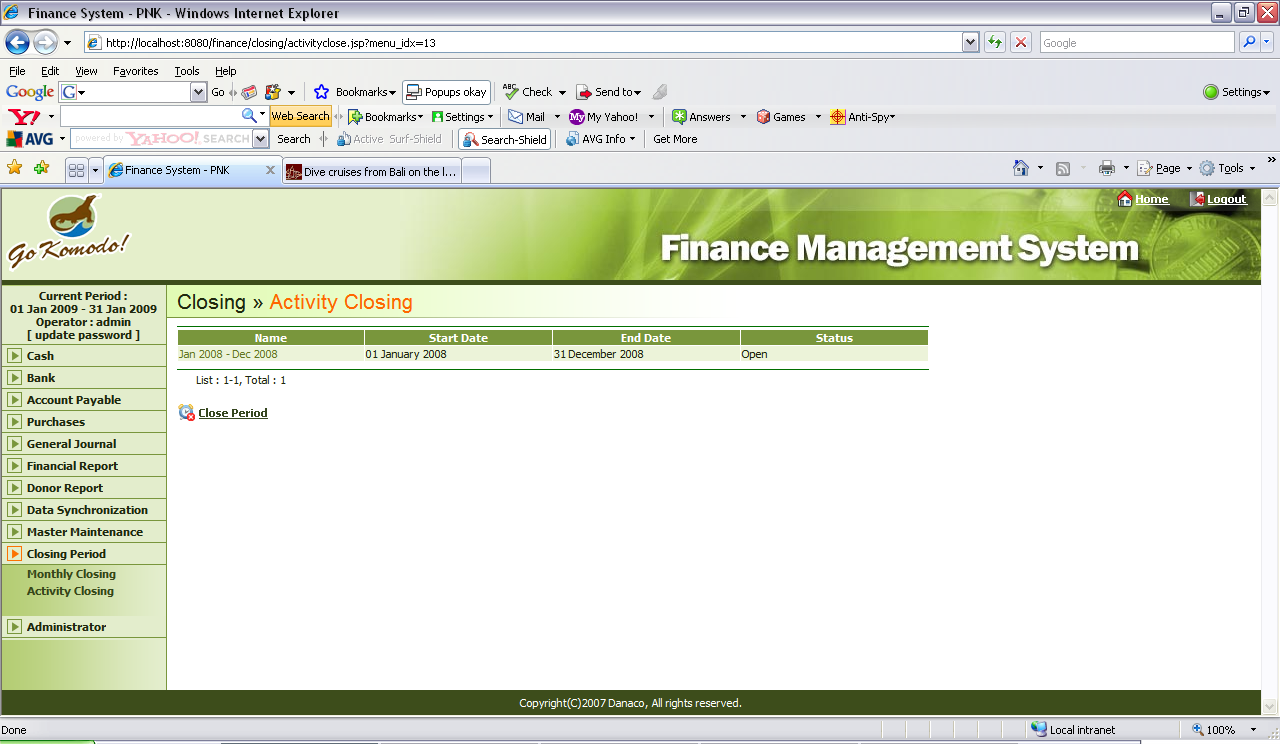 Finance System - PNK - Windows Internet Explorer
http://localhost:8080/finance/closing/activityclose.jsp?menu_idx=13
Google
File Edit View Favorites Tools Help
Google G Go Bookmarks Popups okay ABC Check Send to Settings
Y! Web Search Bookmarks Settings Mail My My Yahoo! Answers Games Anti-Spy
AVG powered by YAHOO! SEARCH Search Active Surf-Shield Search-Shield AVG Info Get More
Finance System - PNK Dive cruises from Bali on the l... Page Tools
Home Logout
Go Komodo!
Finance Management System
Current Period :
01 Jan 2009 - 31 Jan 2009
Operator : admin
[ update password ]
Cash
Bank
Account Payable
Purchases
General Journal
Financial Report
Donor Report
Data Synchronization
Master Maintenance
Closing Period
Monthly Closing
Activity Closing
Administrator
Closing » Activity Closing
Name Start Date End Date Status
Jan 2008 - Dec 2008 01 January 2008 31 December 2008 Open
List : 1-1, Total : 1
Close Period
Copyright(C)2007 Danaco, All rights reserved.
Done Local intranet 100%